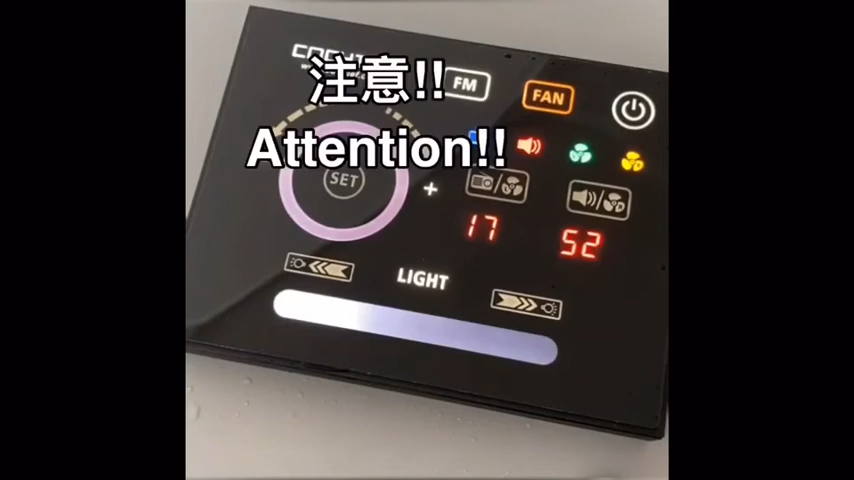 注意!!
Attention!!
FM
FAN
SET
+
17
52
LIGHT